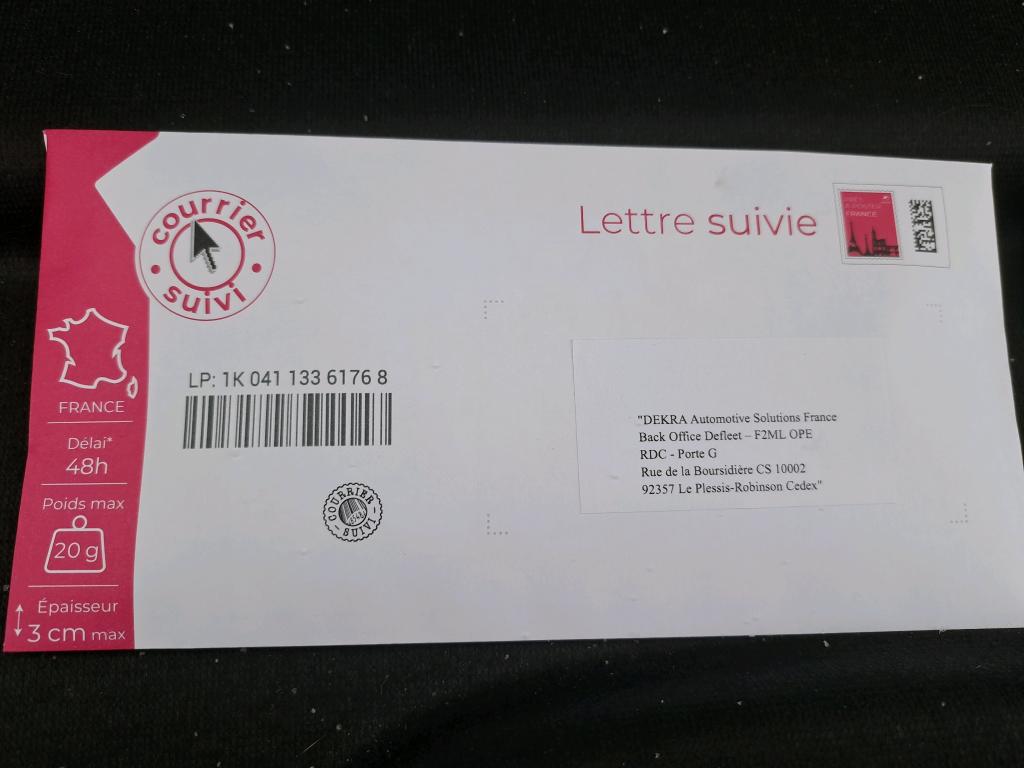 courrier
suivi
Lettre suivie
PRÊT
À POSTER
FRANCE
FRANCE
Délai*
48h
Poids max
20 g
Épaisseur
3 cm max
LP: 1K 041 133 6176 8
COURRIER
SUIVI
"DEKRA Automotive Solutions France
Back Office Defleet – F2ML OPE
RDC - Porte G
Rue de la Boursidière CS 10002
92357 Le Plessis-Robinson Cedex"